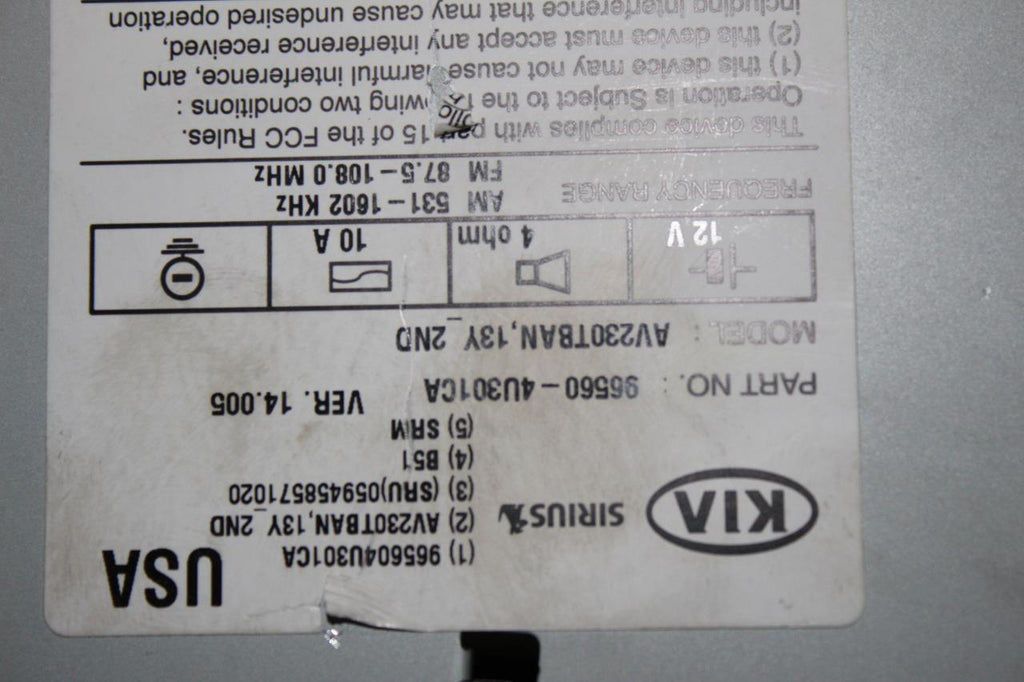 USA
(1) 965604U301CA
(2) AV230TBAN,13Y_2ND
(3) (SRU)059458571020
(4) B51
(5) SRM
KIA
SIRIUS
PART NO. : 96560-4U301CA VER. 14.005
MODEL : AV230TBAN,13Y_2ND
12 V
4 ohm
10 A
FREQUENCY RANGE
AM 531-1602 KHz
FM 87.5-108.0 MHz
This device complies with part 15 of the FCC Rules.
Operation is Subject to the following two conditions :
(1) this device may not cause harmful interference, and,
(2) this device must accept any interference received,
including interference that may cause undesired operation